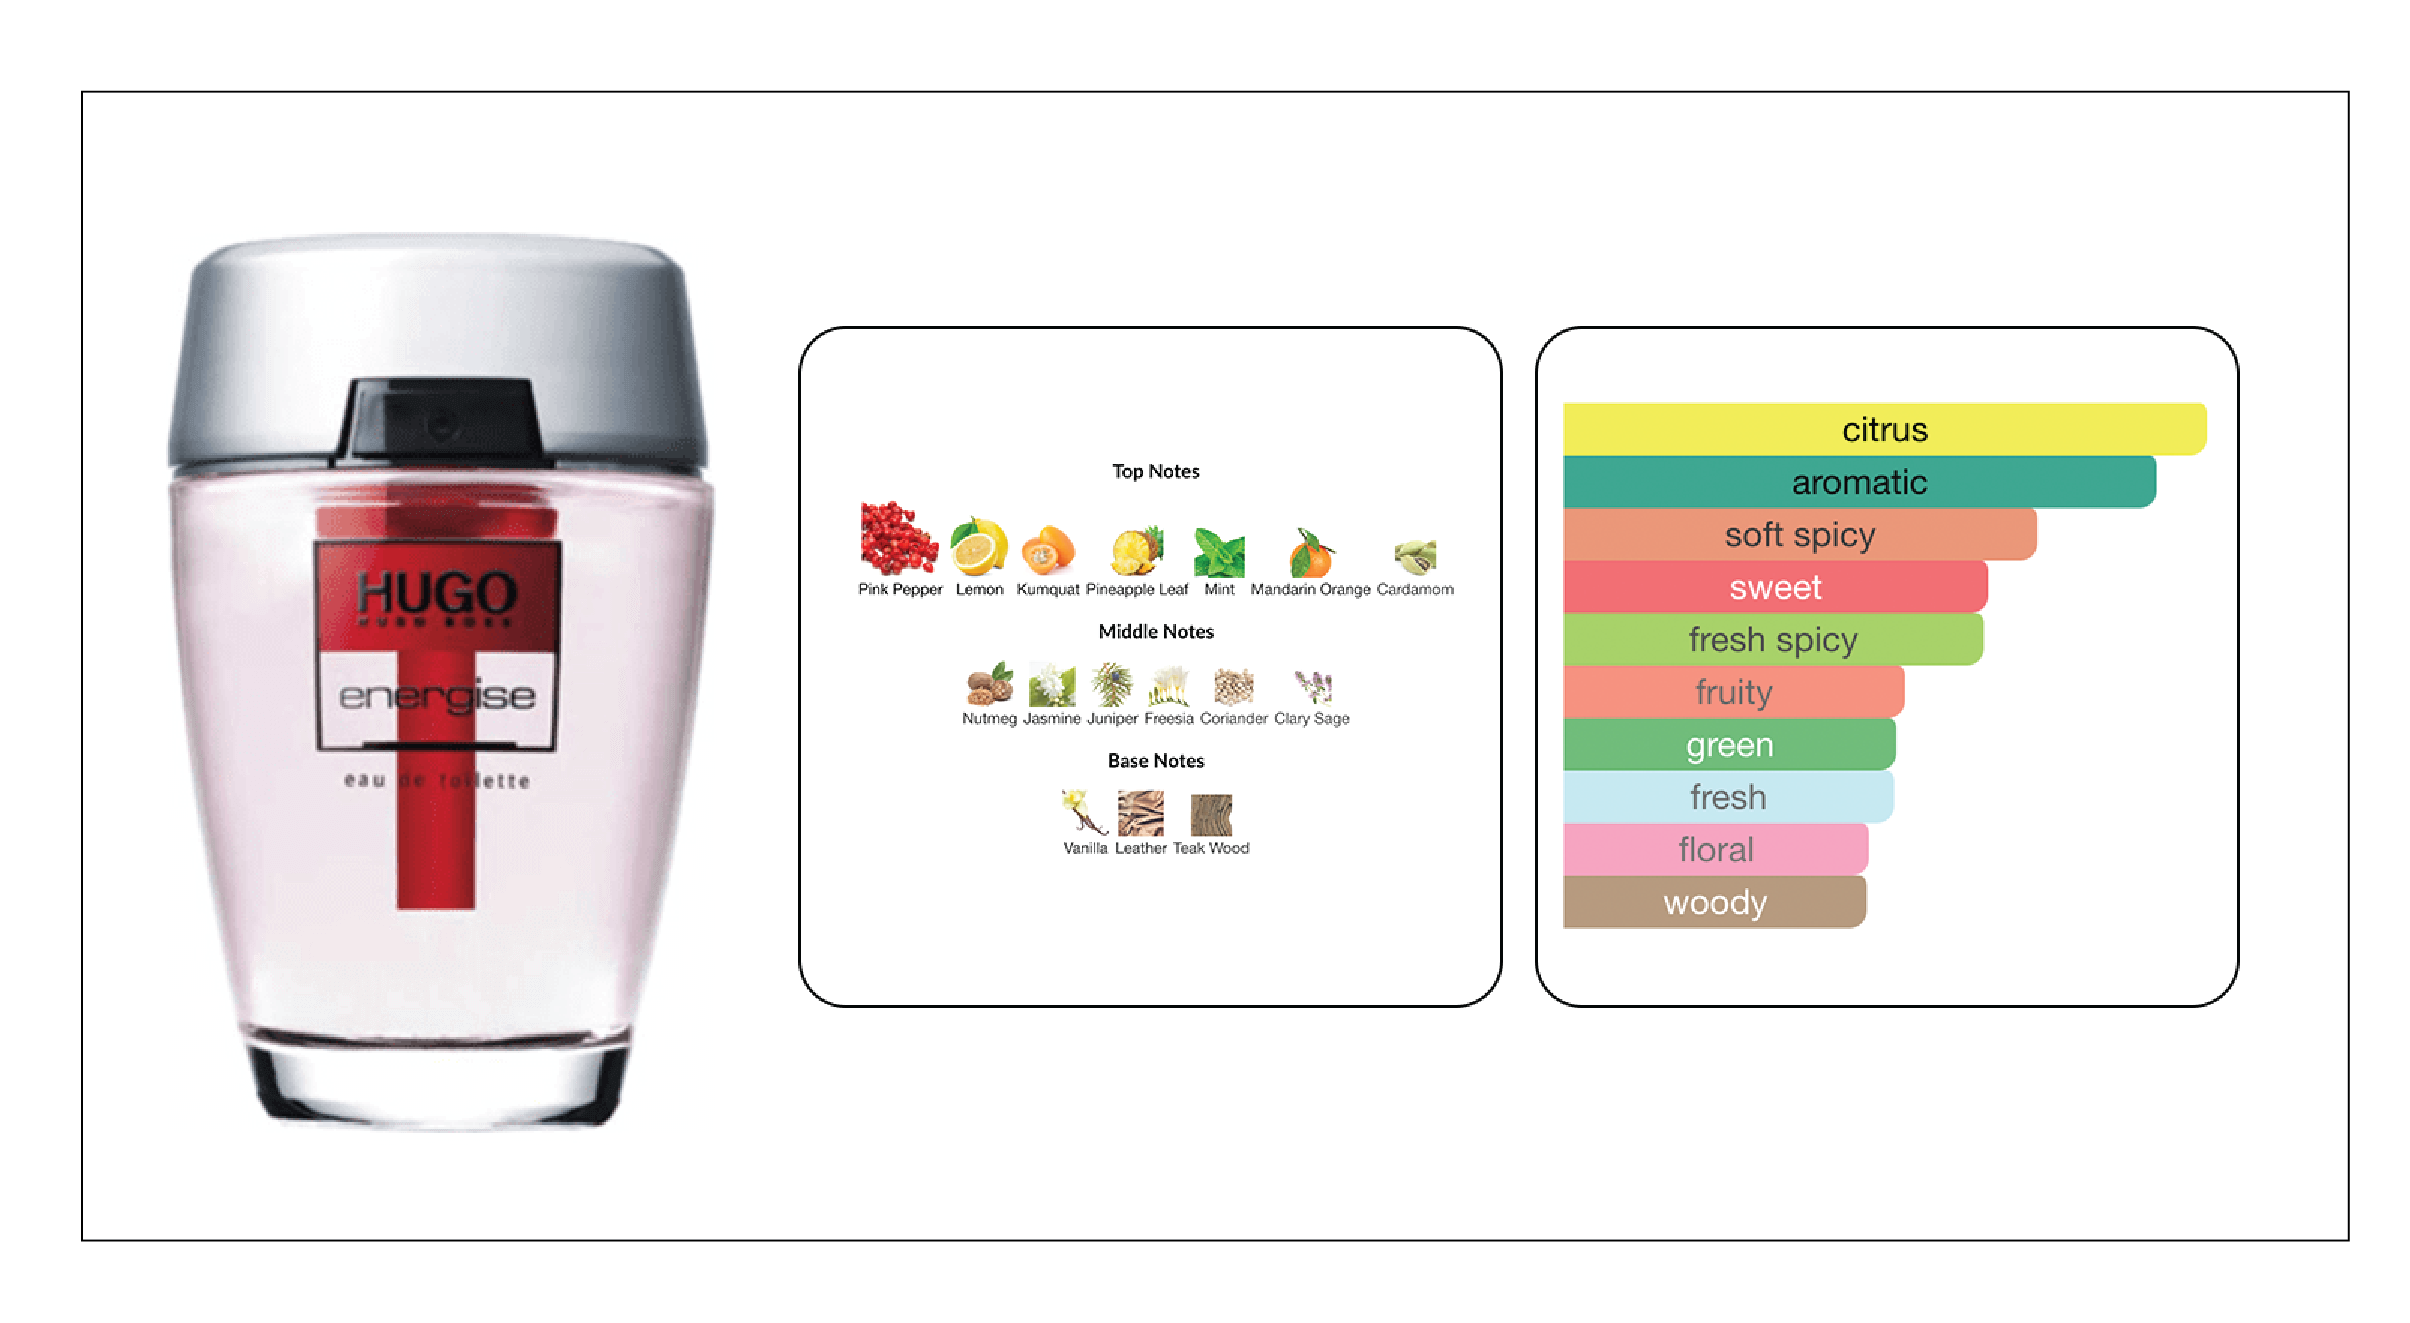 HUGO
HUGO BOSS
energise
eau de toilette
Top Notes
Pink Pepper Lemon Kumquat Pineapple Leaf Mint Mandarin Orange Cardamom
Middle Notes
Nutmeg Jasmine Juniper Freesia Coriander Clary Sage
Base Notes
Vanilla Leather Teak Wood
citrus
aromatic
soft spicy
sweet
fresh spicy
fruity
green
fresh
floral
woody